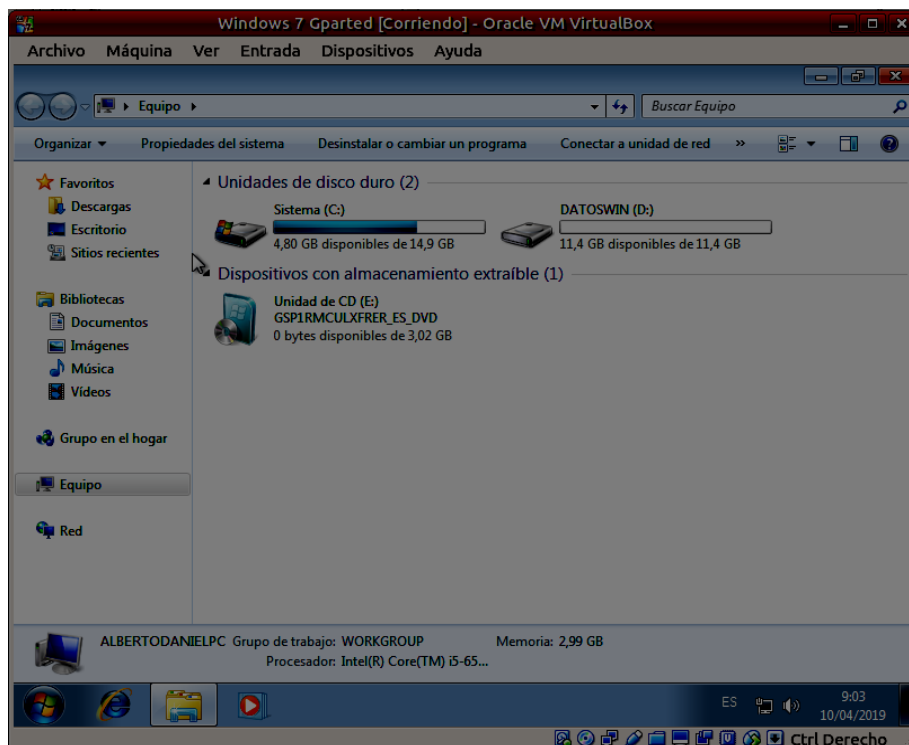 Windows 7 Gparted [Corriendo] - Oracle VM VirtualBox
Archivo Máquina Ver Entrada Dispositivos Ayuda
Equipo
Buscar Equipo
Organizar Propiedades del sistema Desinstalar o cambiar un programa Conectar a unidad de red »
Favoritos
Descargas
Escritorio
Sitios recientes
Bibliotecas
Documentos
Imágenes
Música
Vídeos
Grupo en el hogar
Equipo
Red
Unidades de disco duro (2)
Sistema (C:)
4,80 GB disponibles de 14,9 GB
DATOSWIN (D:)
11,4 GB disponibles de 11,4 GB
Dispositivos con almacenamiento extraíble (1)
Unidad de CD (E:)
GSP1RMCULXFRER_ES_DVD
0 bytes disponibles de 3,02 GB
ALBERTODANIELPC Grupo de trabajo: WORKGROUP Memoria: 2,99 GB
Procesador: Intel(R) Core(TM) i5-65...
ES
9:03
10/04/2019
Ctrl Derecho